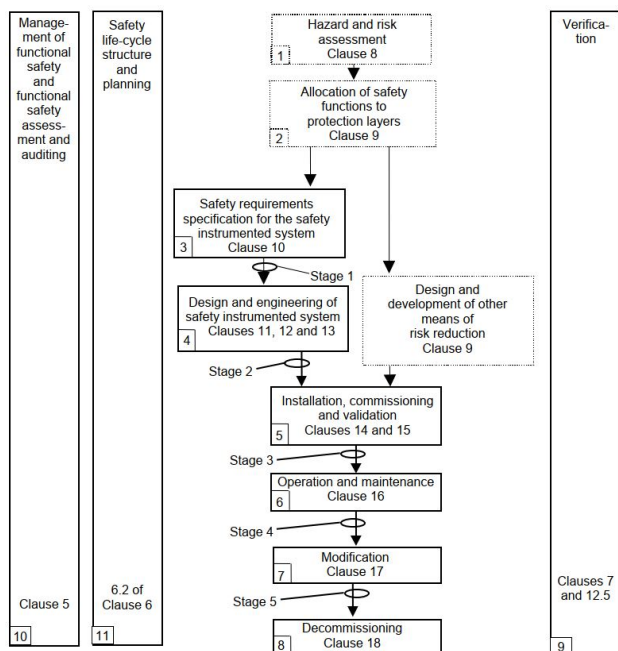 Manage-
ment of
functional
safety
and
functional
safety
assess-
ment and
auditing
Clause 5
10
Safety
life-cycle
structure
and
planning
6.2 of
Clause 6
11
Hazard and risk
assessment
Clause 8
1
Allocation of safety
functions to
protection layers
Clause 9
2
Safety requirements
specification for the safety
instrumented system
Clause 10
3
Stage 1
Design and engineering of
safety instrumented system
Clauses 11, 12 and 13
4
Design and
development of other
means of
risk reduction
Clause 9
Stage 2
Installation, commissioning
and validation
Clauses 14 and 15
5
Stage 3
Operation and maintenance
Clause 16
6
Stage 4
Modification
Clause 17
7
Stage 5
Decommissioning
Clause 18
8
Verifica-
tion
Clauses 7
and 12.5
9